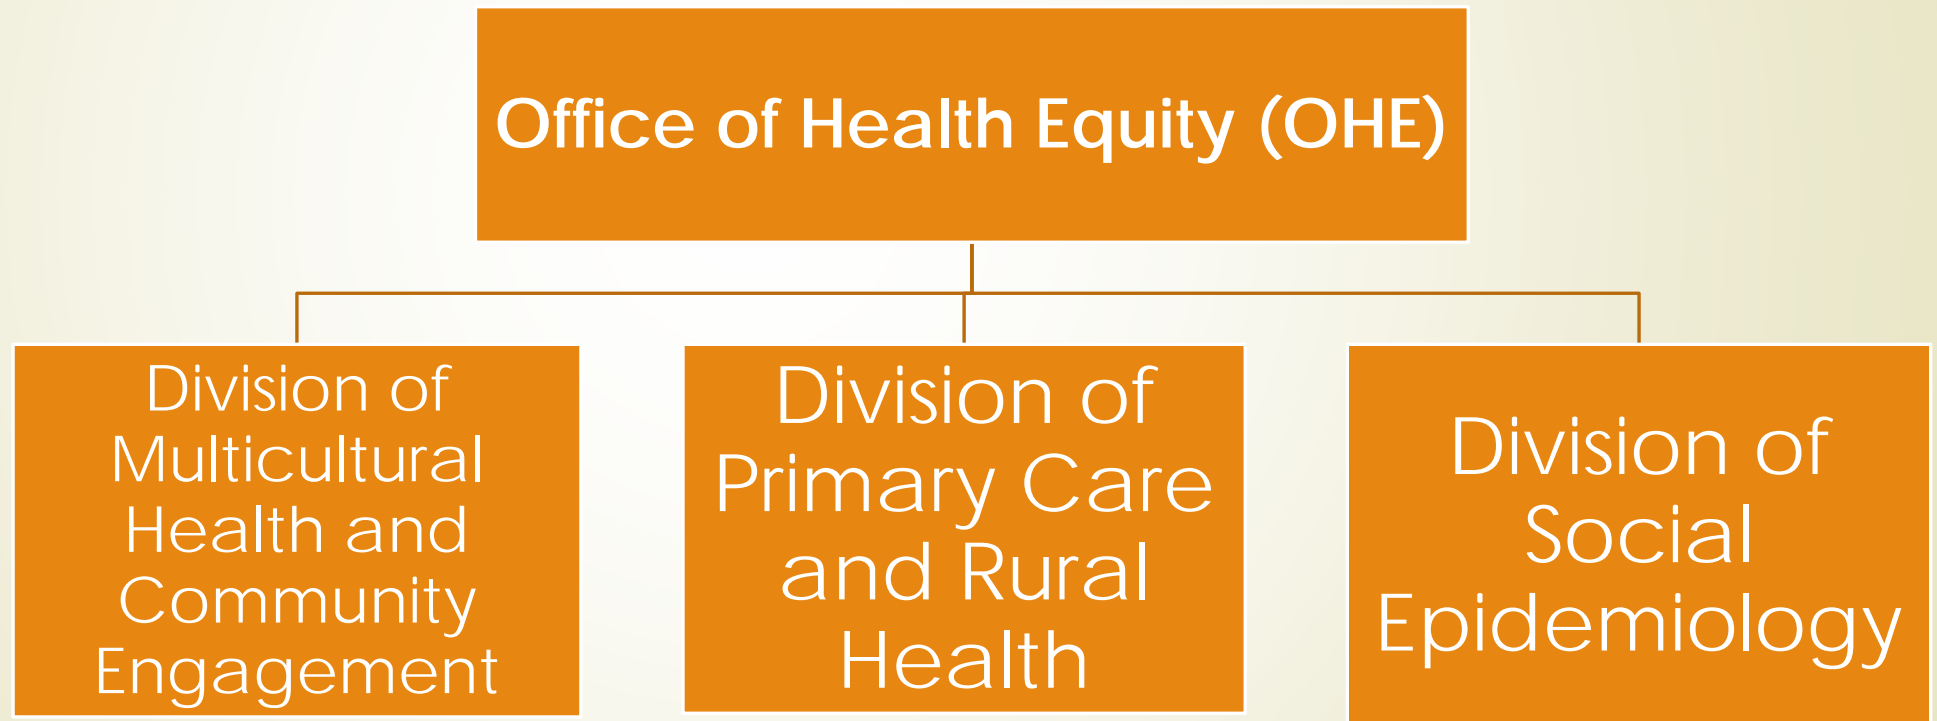 Office of Health Equity (OHE)
Division of
Multicultural
Health and
Community
Engagement
Division of
Primary Care
and Rural
Health
Division of
Social
Epidemiology